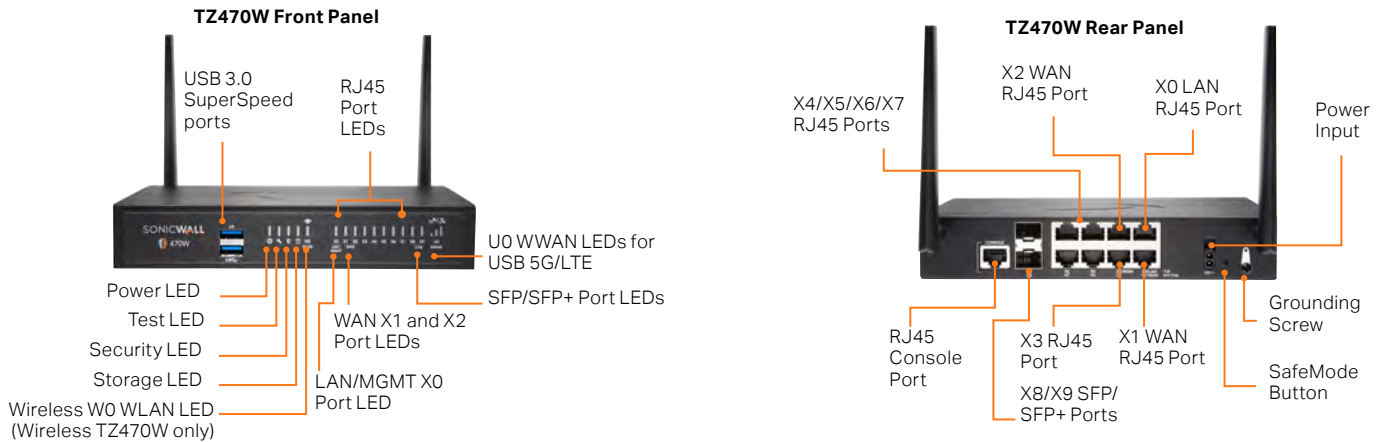 TZ470W Front Panel
USB 3.0
SuperSpeed
ports
RJ45
Port
LEDs
SONICWALL
470W
U0 WWAN LEDs for
USB 5G/LTE
SFP/SFP+ Port LEDs
Power LED
Test LED
Security LED
Storage LED
Wireless W0 WLAN LED
(Wireless TZ470W only)
WAN X1 and X2
Port LEDs
LAN/MGMT X0
Port LED
TZ470W Rear Panel
X4/X5/X6/X7
RJ45 Ports
X2 WAN
RJ45 Port
X0 LAN
RJ45 Port
Power
Input
CONSOLE
RJ45
Console
Port
X3 RJ45
Port
X8/X9 SFP/
SFP+ Ports
X1 WAN
RJ45 Port
Grounding
Screw
SafeMode
Button